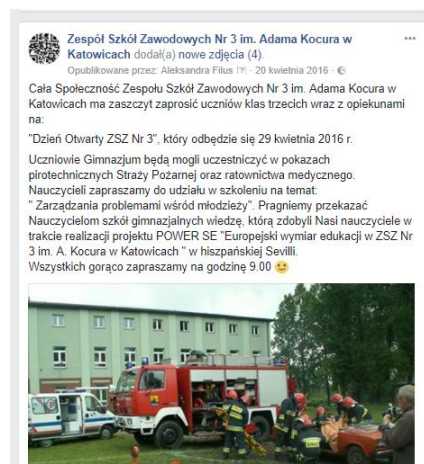 Zespół Szkół Zawodowych Nr 3 im. Adama Kocura w
Katowicach dodał(a) nowe zdjęcia (4).
Opublikowane przez: Aleksandra Filus [?] · 20 kwietnia 2016 ·
Cała Społeczność Zespołu Szkół Zawodowych Nr 3 im. Adama Kocura w
Katowicach ma zaszczyt zaprosić uczniów klas trzecich wraz z opiekunami
na:
"Dzień Otwarty ZSZ Nr 3", który odbędzie się 29 kwietnia 2016 r.
Uczniowie Gimnazjum będą mogli uczestniczyć w pokazach
pirotechnicznych Straży Pożarnej oraz ratownictwa medycznego.
Nauczycieli zapraszamy do udziału w szkoleniu na temat:
" Zarządzania problemami wśród młodzieży". Pragniemy przekazać
Nauczycielom szkół gimnazjalnych wiedzę, którą zdobyli Nasi nauczyciele w
trakcie realizacji projektu POWER SE "Europejski wymiar edukacji w ZSZ Nr
3 im. A. Kocura w Katowicach " w hiszpańskiej Sevilli.
Wszystkich gorąco zapraszamy na godzinę 9.00 🙂